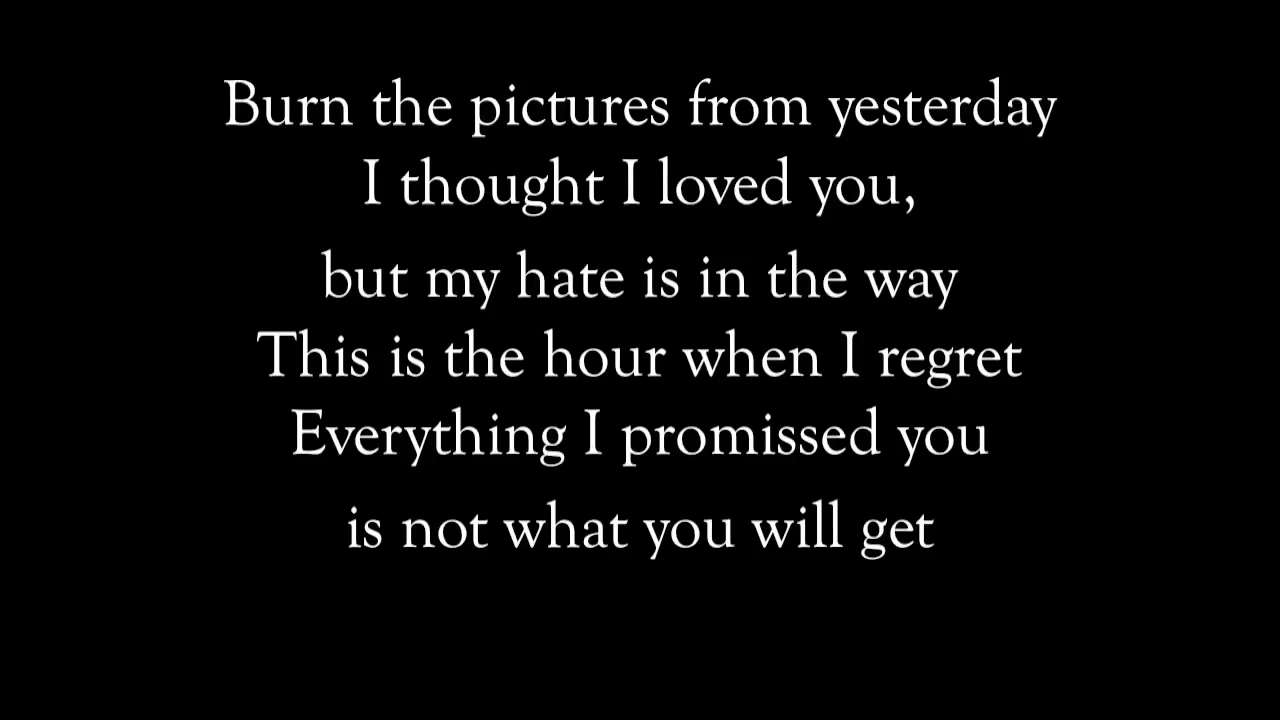 Burn the pictures from yesterday
I thought I loved you,
but my hate is in the way
This is the hour when I regret
Everything I promissed you
is not what you will get